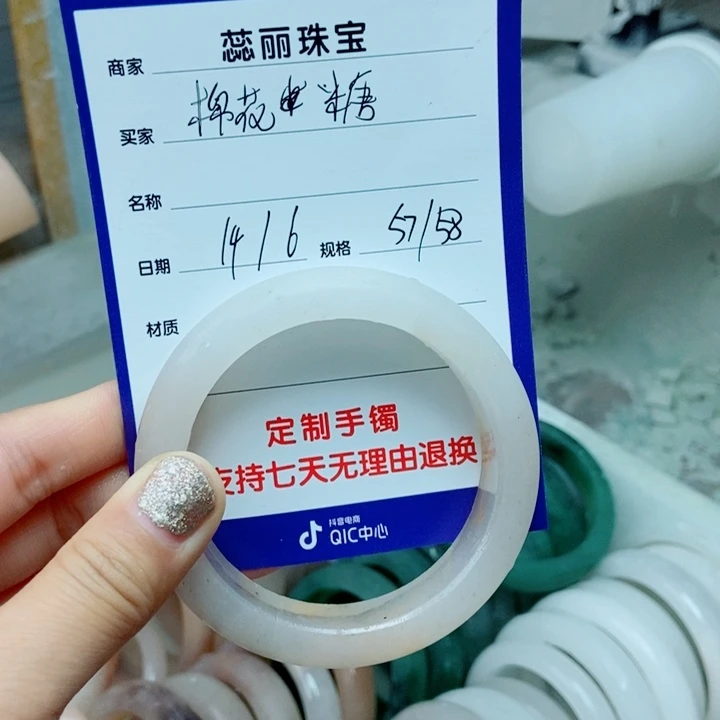 商家 蕊丽珠宝
买家 棉花糖
名称
日期 14/6 规格 57/58
材质
定制手镯
支持七天无理由退换
抖音电商
QIC中心